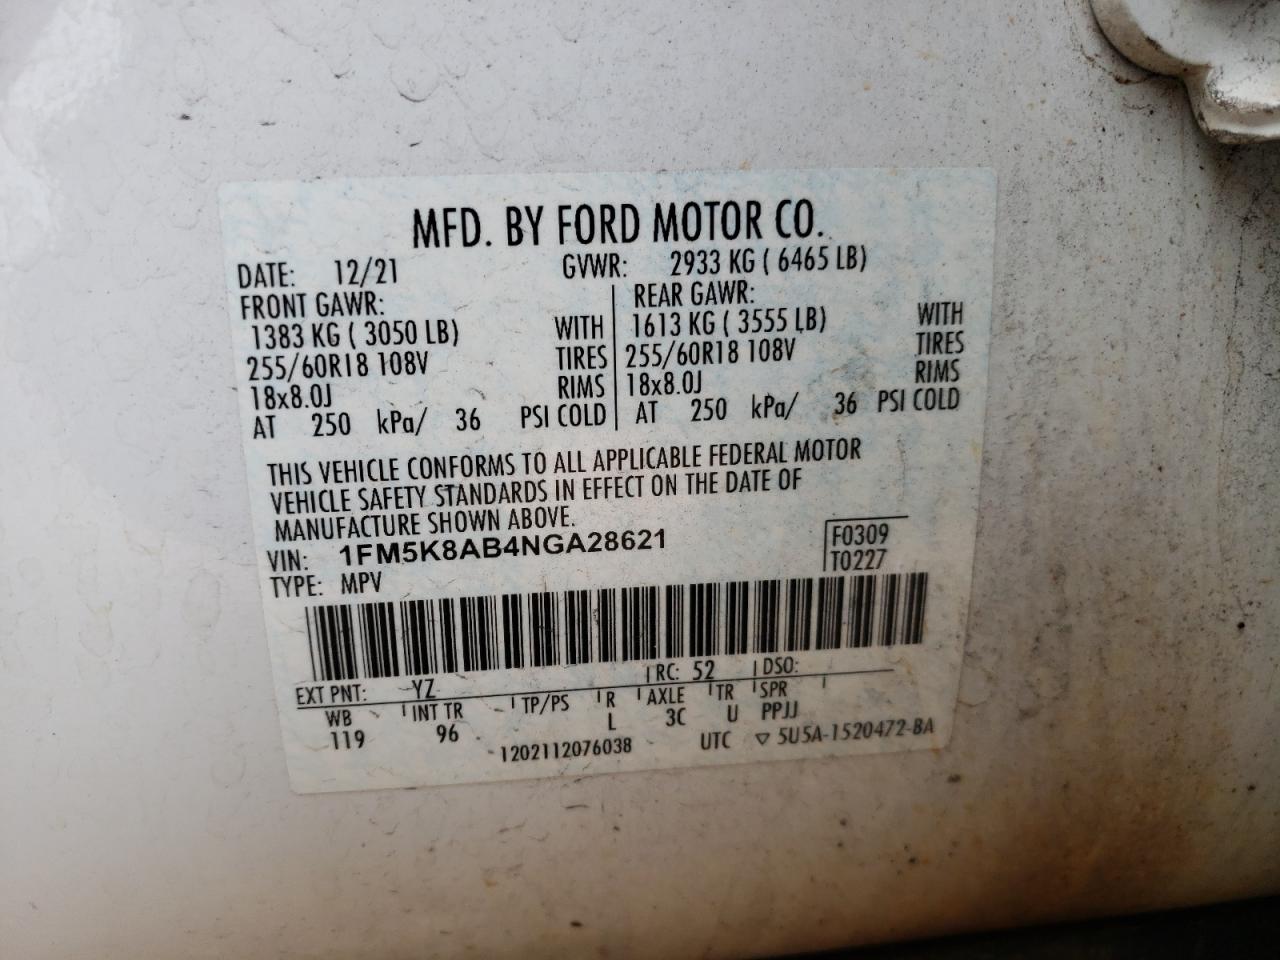 MFD. BY FORD MOTOR CO.
DATE: 12/21 GVWR: 2933 KG ( 6465 LB)
FRONT GAWR: REAR GAWR:
1383 KG ( 3050 LB) WITH 1613 KG ( 3555 LB) WITH
255/60R18 108V TIRES 255/60R18 108V TIRES
18x8.0J RIMS 18x8.0J RIMS
AT 250 kPa/ 36 PSI COLD AT 250 kPa/ 36 PSI COLD
THIS VEHICLE CONFORMS TO ALL APPLICABLE FEDERAL MOTOR
VEHICLE SAFETY STANDARDS IN EFFECT ON THE DATE OF
MANUFACTURE SHOWN ABOVE.
VIN: 1FM5K8AB4NGA28621 F0309
TYPE: MPV T0227
EXT PNT: YZ RC: 52 DSO:
WB INT TR TP/PS R AXLE TR SPR
119 96 L 3C U PPJJ
1202112076038 UTC ▽ 5U5A-1520472-BA